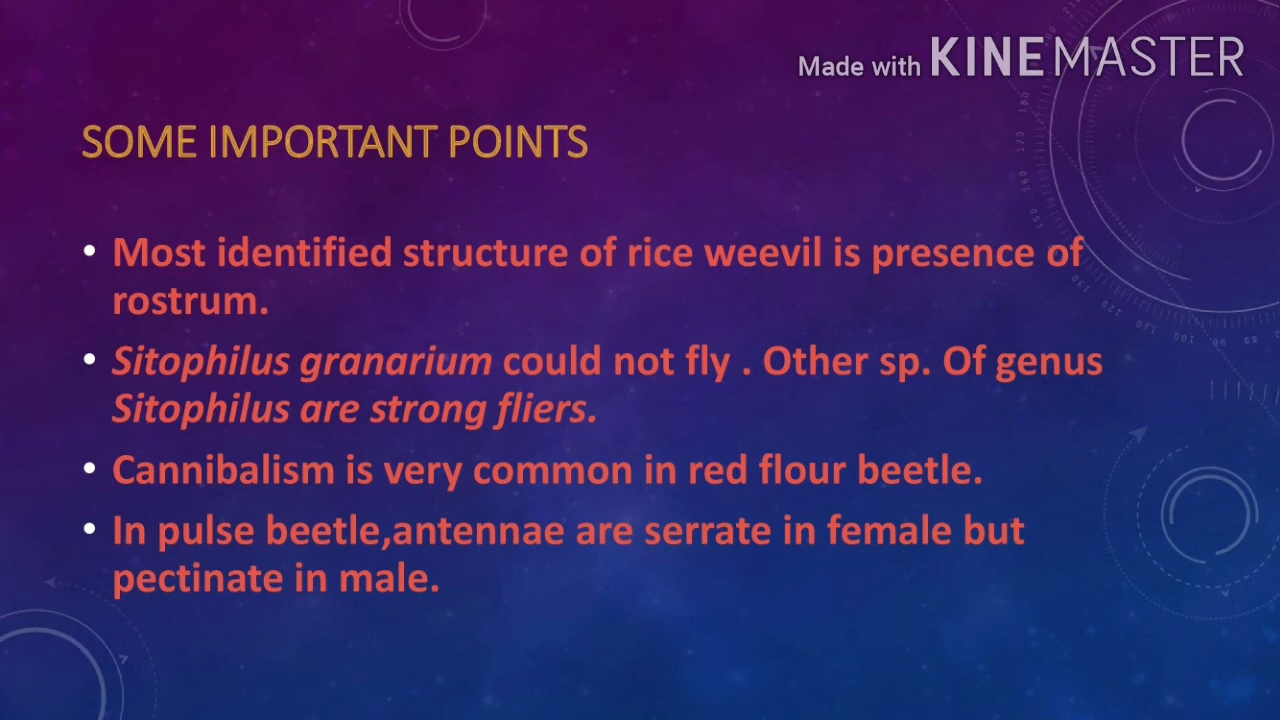 Made with KINEMASTER
SOME IMPORTANT POINTS
• Most identified structure of rice weevil is presence of
rostrum.
• Sitophilus granarium could not fly . Other sp. Of genus
Sitophilus are strong fliers.
• Cannibalism is very common in red flour beetle.
• In pulse beetle,antennae are serrate in female but
pectinate in male.